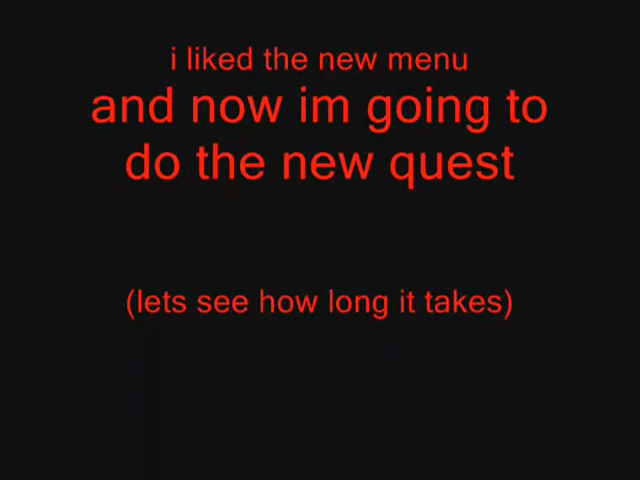 i liked the new menu
and now im going to
do the new quest
(lets see how long it takes)